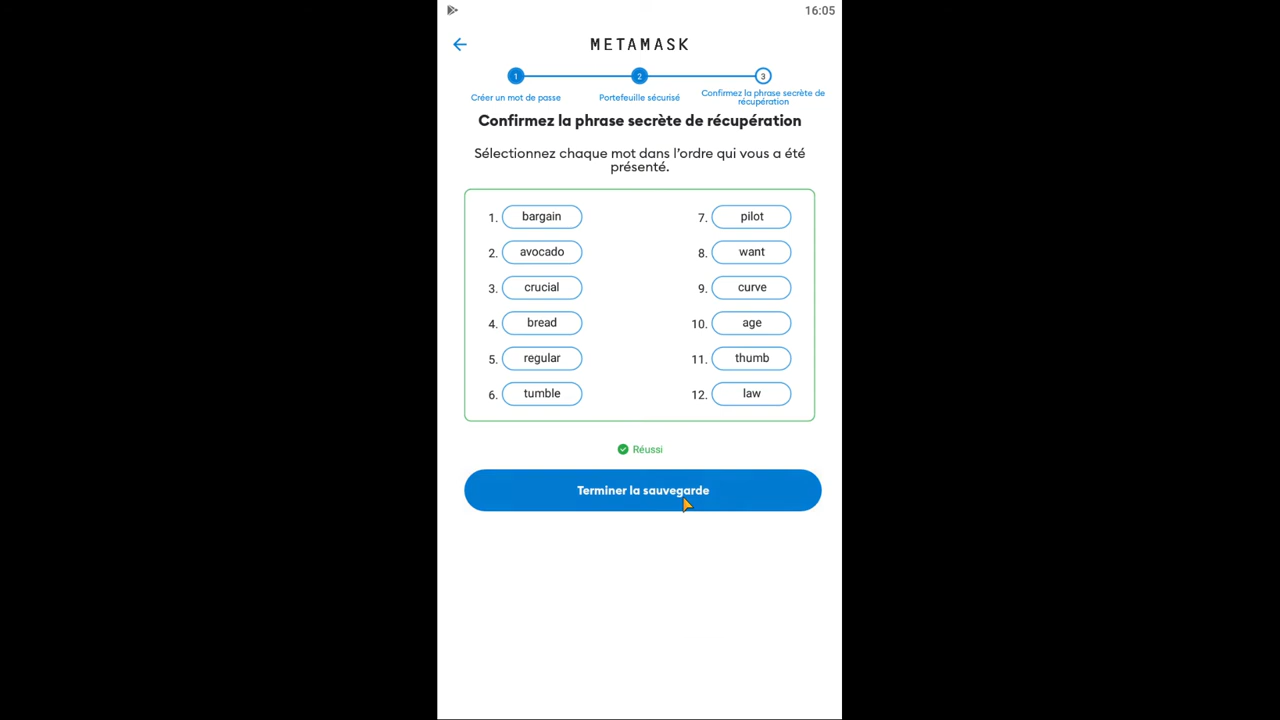 16:05
METAMASK
1 2 3
Créer un mot de passe
Portefeuille sécurisé
Confirmez la phrase secrète de
récupération
Confirmez la phrase secrète de récupération
Sélectionnez chaque mot dans l'ordre qui vous a été
présenté.
1. bargain
2. avocado
3. crucial
4. bread
5. regular
6. tumble
7. pilot
8. want
9. curve
10. age
11. thumb
12. law
Réussi
Terminer la sauvegarde